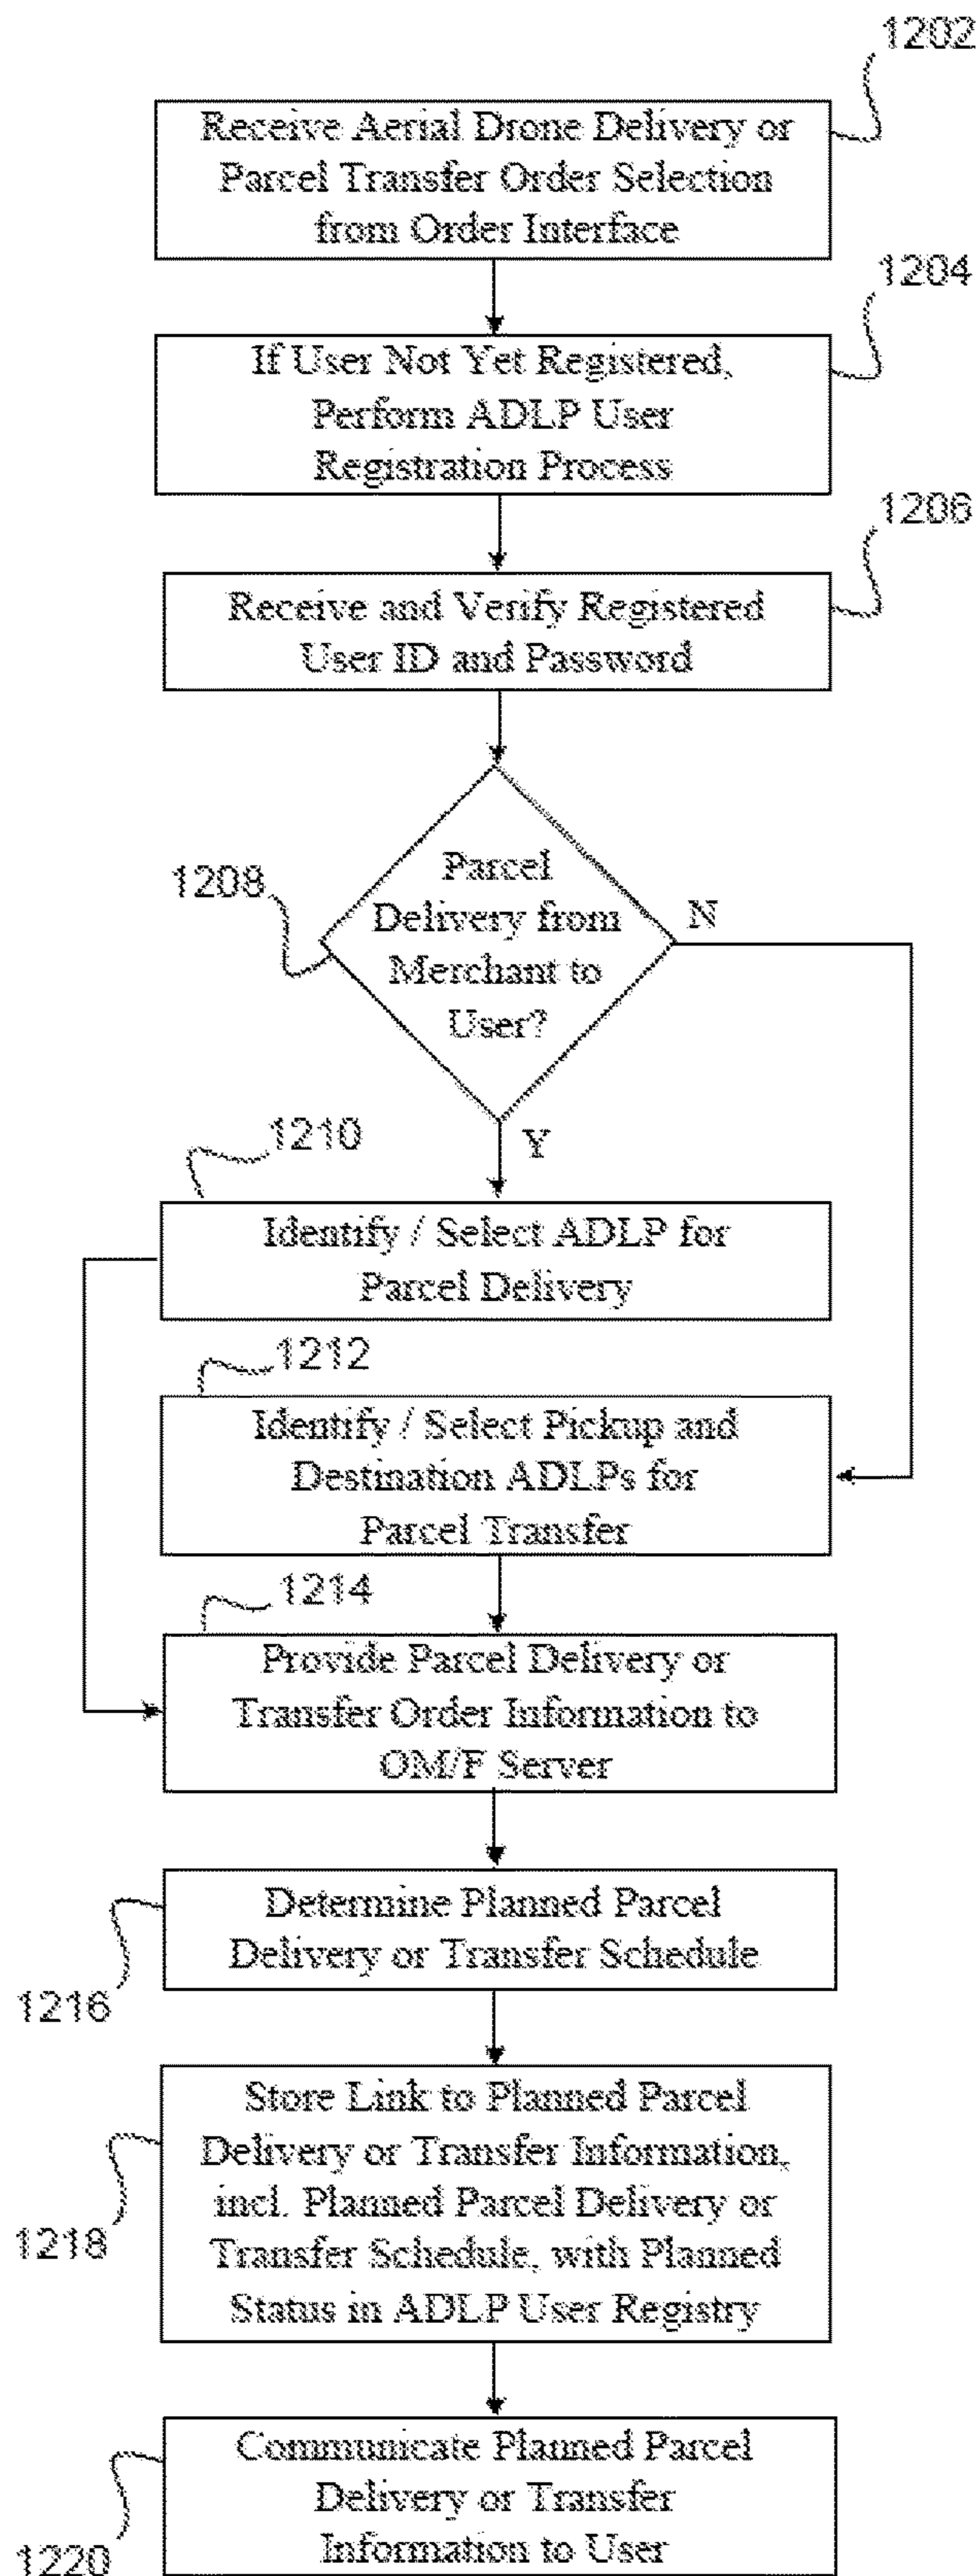 1202
Receive Aerial Drone Delivery or
Parcel Transfer Order Selection
from Order Interface
1204
If User Not Yet Registered,
Perform ADLP User
Registration Process
1206
Receive and Verify Registered
User ID and Password
1208
Parcel
Delivery from
Merchant to
User?
N
Y
1210
Identify / Select ADLP for
Parcel Delivery
1212
Identify / Select Pickup and
Destination ADLPs for
Parcel Transfer
1214
Provide Parcel Delivery or
Transfer Order Information to
OM/F Server
1216
Determine Planned Parcel
Delivery or Transfer Schedule
1218
Store Link to Planned Parcel
Delivery or Transfer Information,
incl. Planned Parcel Delivery or
Transfer Schedule, with Planned
Status in ADLP User Registry
1220
Communicate Planned Parcel
Delivery or Transfer
Information to User